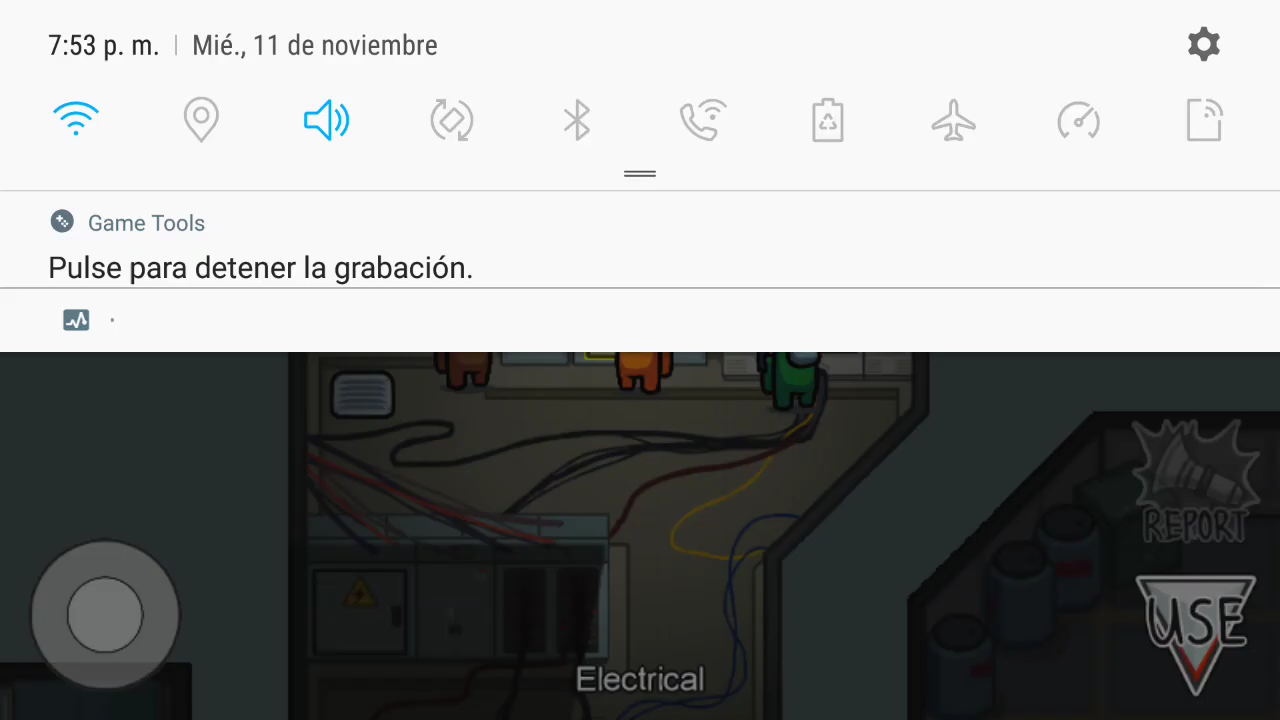 7:53 p. m. | Mié., 11 de noviembre
Game Tools
Pulse para detener la grabación.
REPORT
USE
Electrical